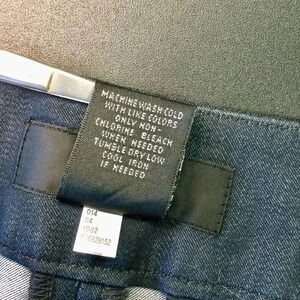 MACHINE WASH COLD
WITH LIKE COLORS
ONLY NON-
CHLORINE BLEACH
WHEN NEEDED
TUMBLE DRY LOW
COOL IRON
IF NEEDED
014
04
1082